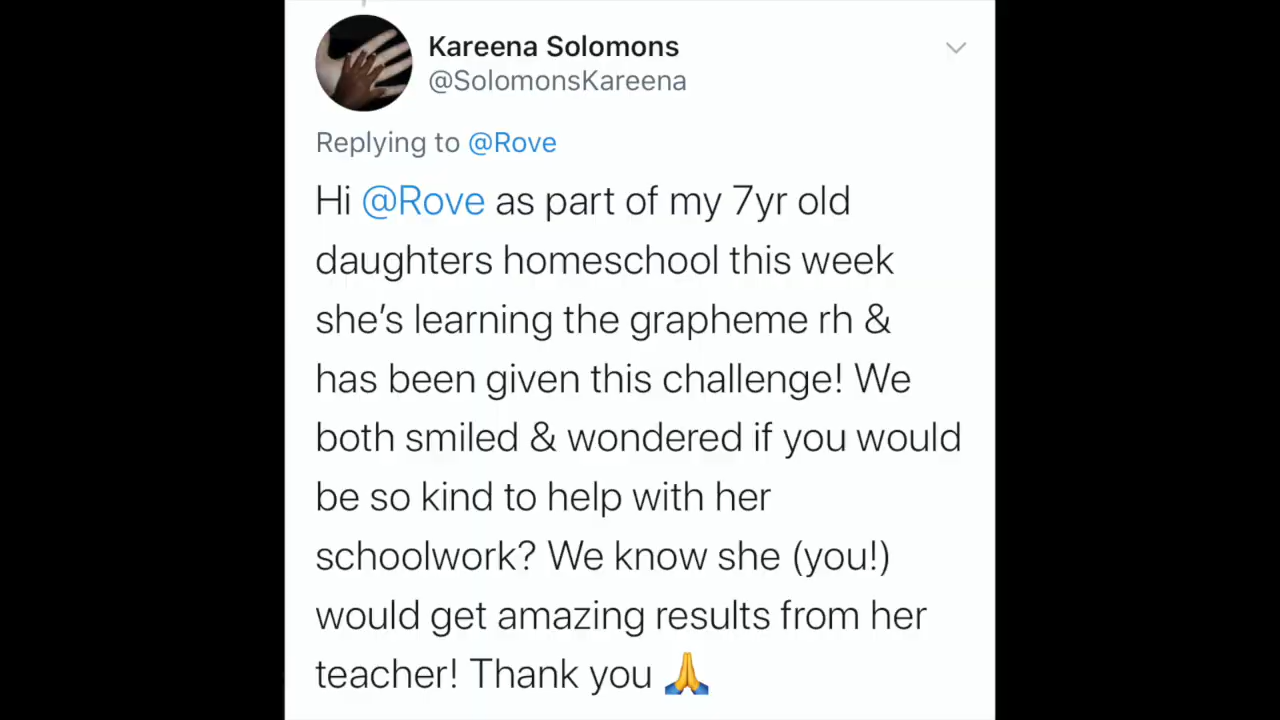 Kareena Solomons
@SolomonsKareena
Replying to @Rove
Hi @Rove as part of my 7yr old
daughters homeschool this week
she's learning the grapheme rh &
has been given this challenge! We
both smiled & wondered if you would
be so kind to help with her
schoolwork? We know she (you!)
would get amazing results from her
teacher! Thank you 🙏